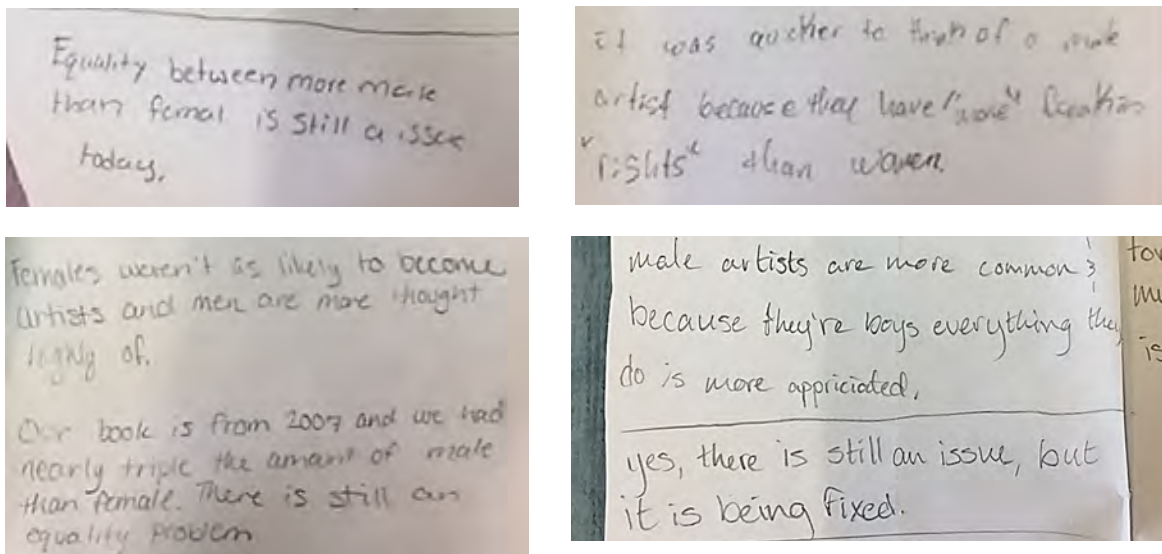 Equality between more male
than femal is still a issue
today.
it was to think of a male
artist because they have "more"
"rights" than women.
Females weren't as likely to become
artists and men are more thought
highly of.
Our book is from 2007 and we had
nearly triple the amount of male
than female. There is still an
equality problem
male artists are more common
because they're boys everything they
do is more appriciated.
yes, there is still an issue, but
it is being fixed.
tow
mu
is